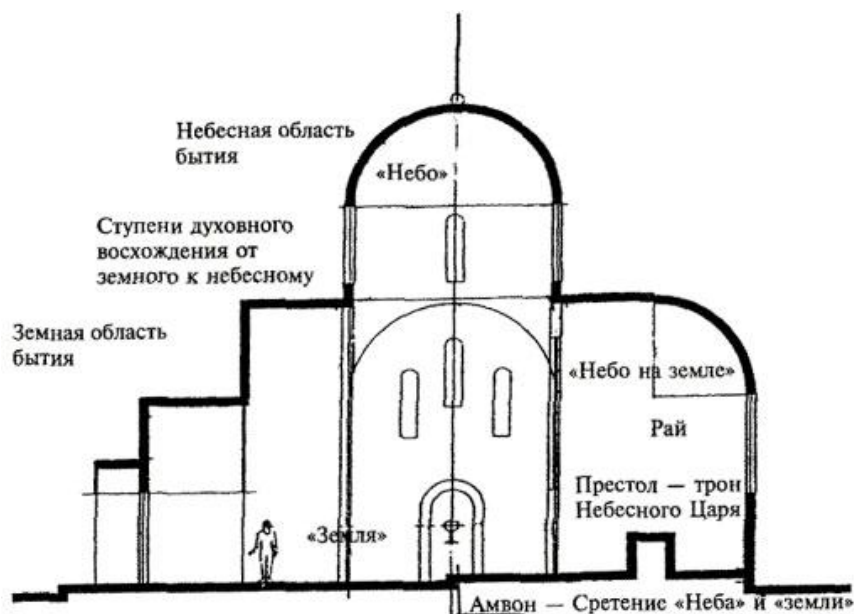 Небесная область
бытия
«Небо»
Ступени духовного
восхождения от
земного к небесному
Земная область
бытия
«Небо на земле»
Рай
Престол — трон
Небесного Царя
«Земля»
Амвон — Сретение «Неба» и «земли»